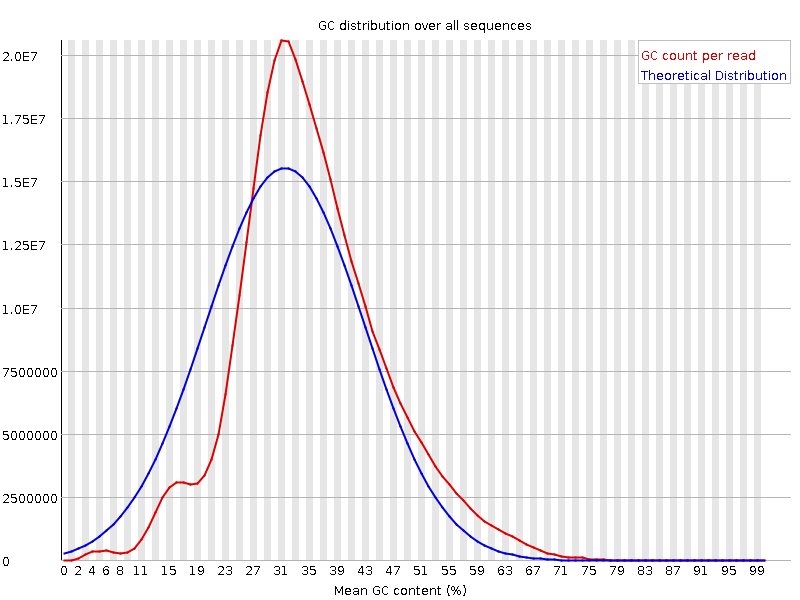 GC distribution over all sequences
GC count per read
Theoretical Distribution
2.0E7
1.75E7
1.5E7
1.25E7
1.0E7
7500000
5000000
2500000
0
0 2 4 6 8 11 15 19 23 27 31 35 39 43 47 51 55 59 63 67 71 75 79 83 87 91 95 99
Mean GC content (%)